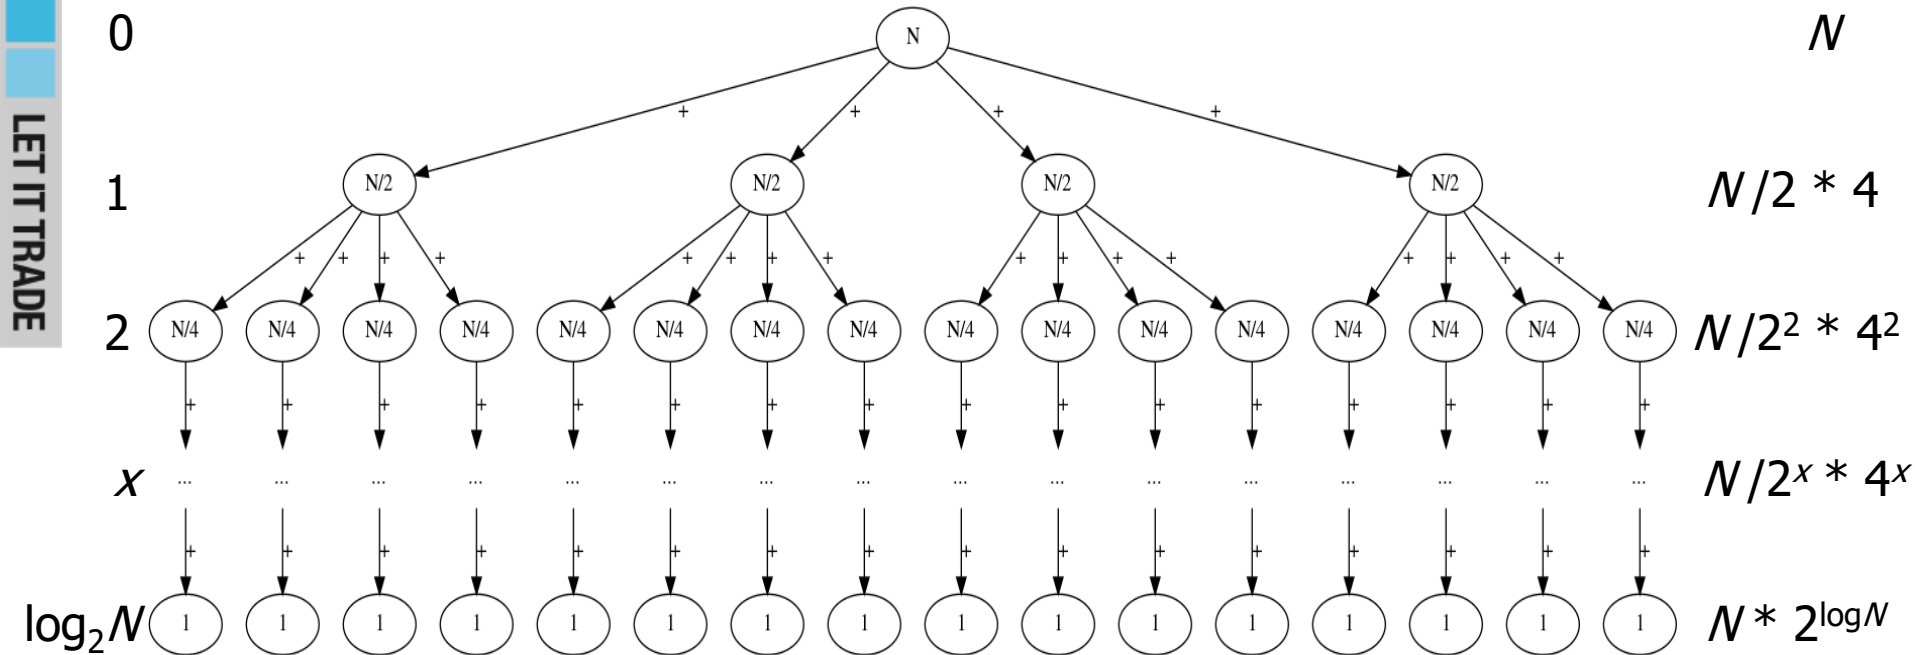 LET IT TRADE
0 N N
+ + + +
1 N/2 N/2 N/2 N/2 N/2 * 4
+ + + + + + + + + + + + + + + +
2 N/4 N/4 N/4 N/4 N/4 N/4 N/4 N/4 N/4 N/4 N/4 N/4 N/4 N/4 N/4 N/4 N/2² * 4²
+ + + + + + + + + + + + + + + +
x ... ... ... ... ... ... ... ... ... ... ... ... ... ... ... ... N/2ˣ * 4ˣ
+ + + + + + + + + + + + + + + +
log₂N 1 1 1 1 1 1 1 1 1 1 1 1 1 1 1 1 N * 2^logN